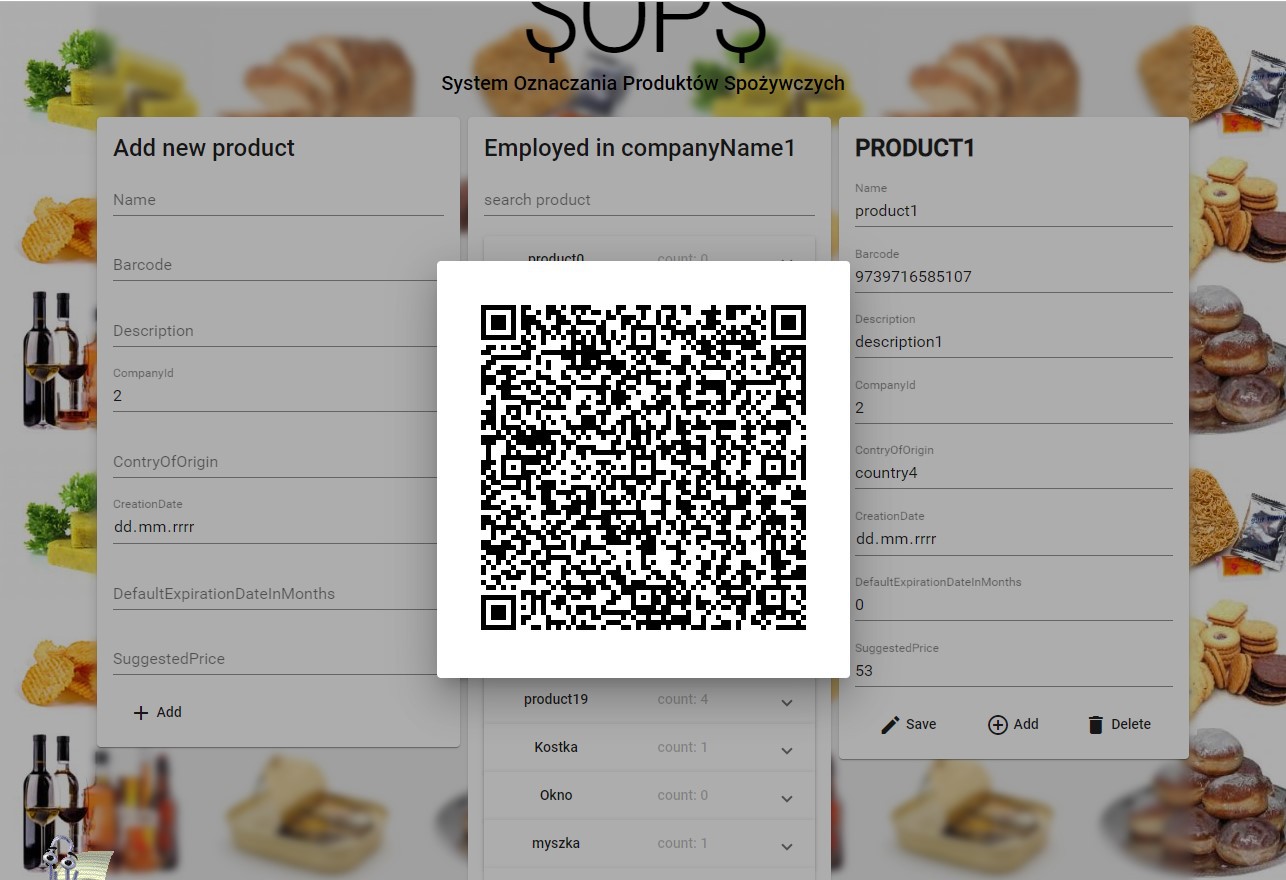 $OP$
System Oznaczania Produktów Spożywczych
Add new product
Name
Barcode
Description
CompanyId
2
ContryOfOrigin
CreationDate
dd.mm.rrrr
DefaultExpirationDateInMonths
SuggestedPrice
Add
Employed in companyName1
search product
product0 count: 0
product19 count: 4
Kostka count: 1
Okno count: 0
myszka count: 1
PRODUCT1
Name
product1
Barcode
9739716585107
Description
description1
CompanyId
2
ContryOfOrigin
country4
CreationDate
dd.mm.rrrr
DefaultExpirationDateInMonths
0
SuggestedPrice
53
Save Add Delete